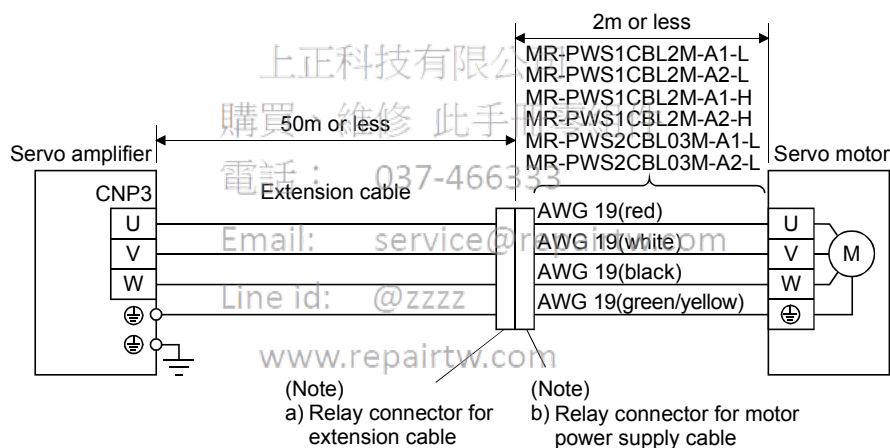 2m or less
上正科技有限公司
MR-PWS1CBL2M-A1-L
MR-PWS1CBL2M-A2-L
MR-PWS1CBL2M-A1-H
MR-PWS1CBL2M-A2-H
MR-PWS2CBL03M-A1-L
MR-PWS2CBL03M-A2-L
購買、維修 此手冊零組件
50m or less
Servo amplifier
Servo motor
電話: 037-466333
Extension cable
CNP3
U
V
W
AWG 19(red)
AWG 19(white)
AWG 19(black)
AWG 19(green/yellow)
U
V
W
M
Email: service@repairtw.com
Line id: @zzzz
www.repairtw.com
(Note)
a) Relay connector for
extension cable
(Note)
b) Relay connector for motor
power supply cable